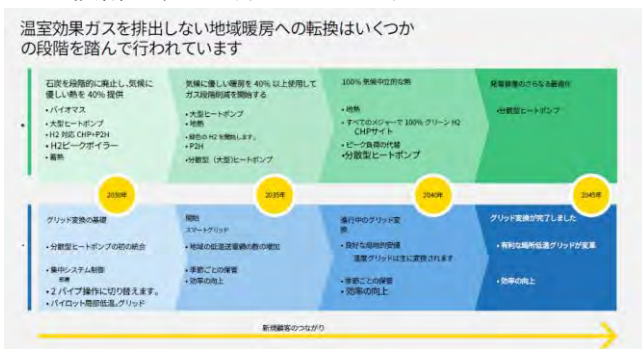 温室効果ガスを排出しない地域暖房への転換はいくつか
の段階を踏んで行われています
石炭を段階的に廃止し、気候に
優しい熱を 40% 提供
• バイオマス
• 大型ヒートポンプ
• H2 対応 CHP+P2H
• H2ピークボイラー
• 蓄熱
気候に優しい暖房を 40% 以上使用して
ガス段階削減を開始する
• 大型ヒートポンプ
• 地熱
• 緑色の H2 を開始します。
• P2H
•分散型（大型)ヒートポンプ
100% 気候中立的な熱
• 地熱
• すべてのメジャーで 100% グリーン H2
CHPサイト
• ピーク負荷の代替
•分散型ヒートポンプ
•分散型ヒートポンプ
2030年
2035年
2040年
2045年
グリッド変換の基礎
• 分散型ヒートポンプの初の統合
• 集中システム制御
• 2 パイプ操作に切り替えます。
• パイロット局部低温。グリッド
開始
スマートグリッド
• 地域の低温送電網の数の増加
• 季節ごとの保管
• 効率の向上
進行中のグリッド変
換
• 良好な局地的安値
温度グリッドは主に変換されます
• 季節ごとの保管
• 効率の向上
グリッド変換が完了しました
• 有利な局所低温グリッドが変革
• 効率の向上
新規顧客のつながり